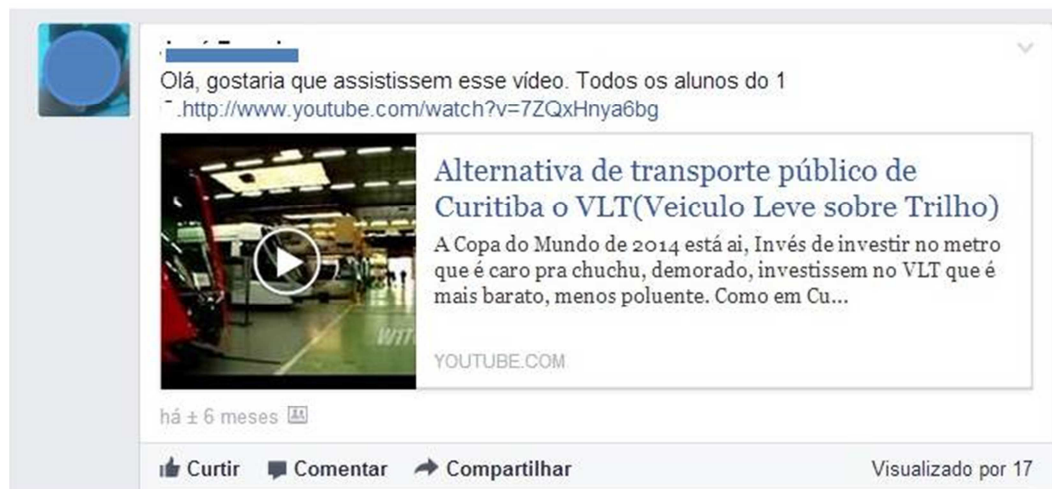 Olá, gostaria que assistissem esse vídeo. Todos os alunos do 1
.http://www.youtube.com/watch?v=7ZQxHnya6bg
Alternativa de transporte público de
Curitiba o VLT(Veiculo Leve sobre Trilho)
A Copa do Mundo de 2014 está ai, Invés de investir no metro
que é caro pra chuchu, demorado, investissem no VLT que é
mais barato, menos poluente. Como em Cu...
YOUTUBE.COM
há ± 6 meses
Curtir Comentar Compartilhar Visualizado por 17